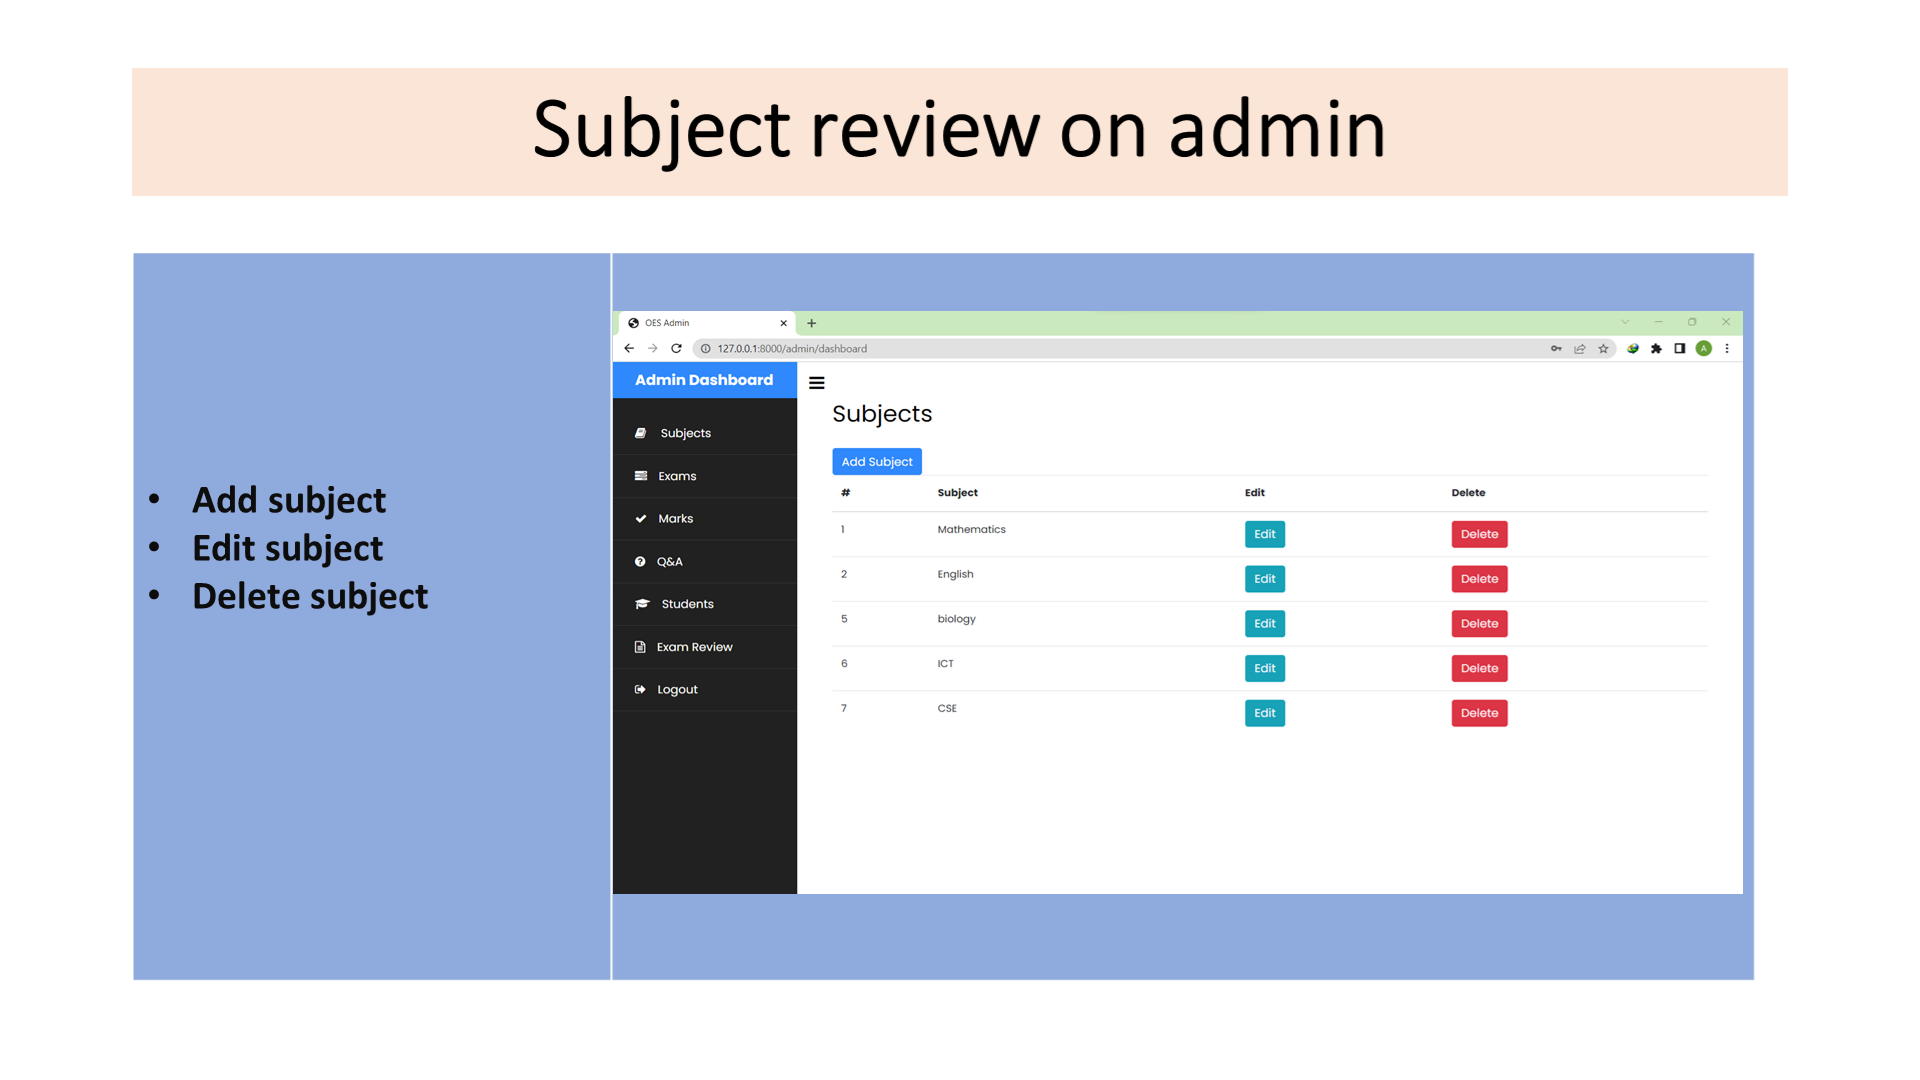 Subject review on admin
• Add subject
• Edit subject
• Delete subject
OES Admin
127.0.0.1:8000/admin/dashboard
A
Admin Dashboard
Subjects
Exams
Marks
Q&A
Students
Exam Review
Logout
Subjects
Add Subject
# Subject Edit Delete
1 Mathematics Edit Delete
2 English Edit Delete
5 biology Edit Delete
6 ICT Edit Delete
7 CSE Edit Delete